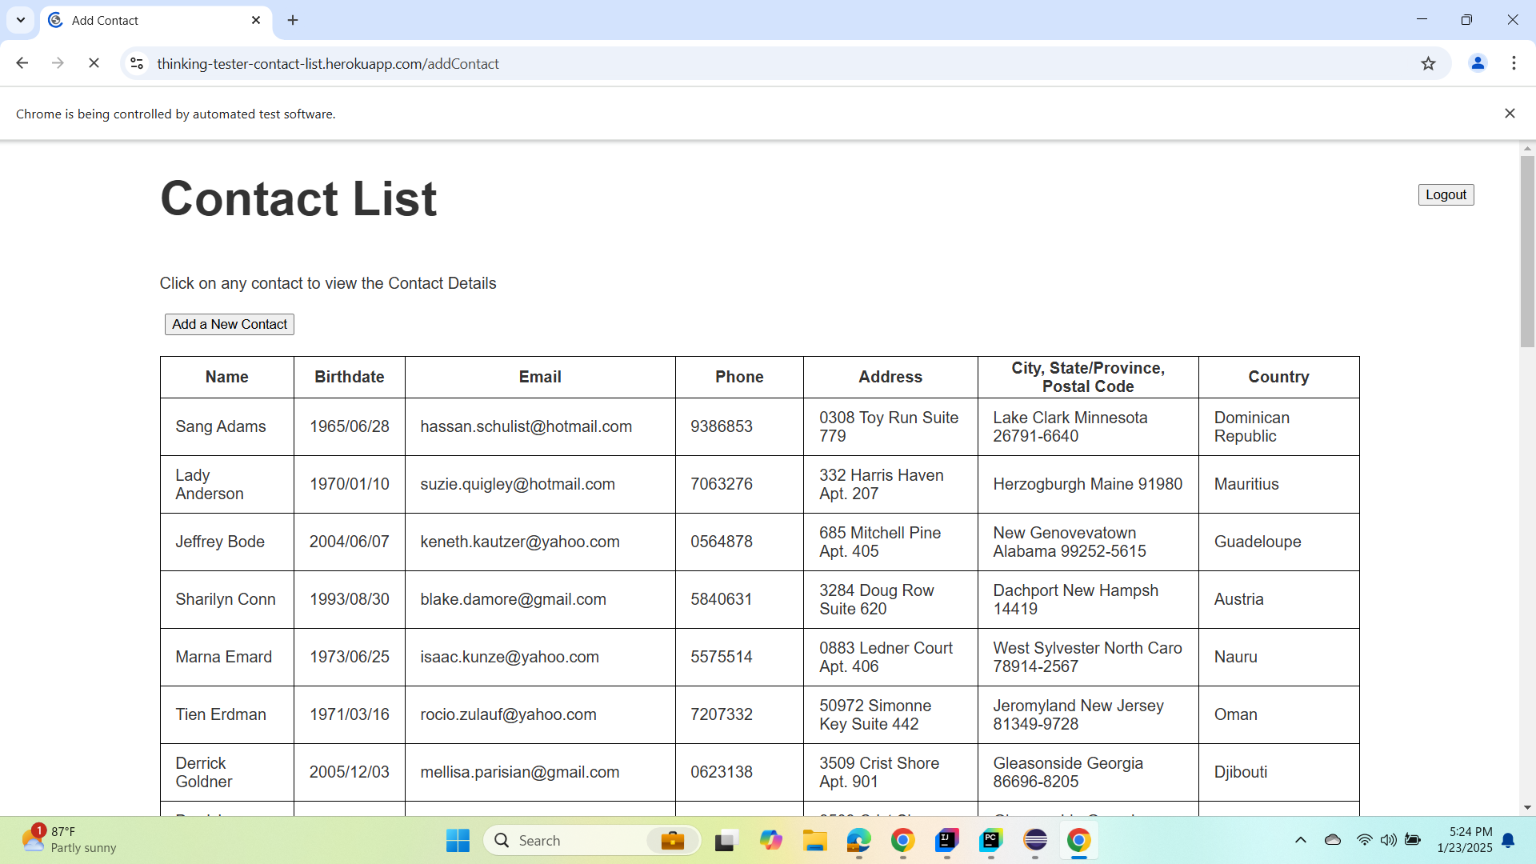 Add Contact
thinking-tester-contact-list.herokuapp.com/addContact
Chrome is being controlled by automated test software.
Contact List
Logout
Click on any contact to view the Contact Details
Add a New Contact
Name Birthdate Email Phone Address City, State/Province, Postal Code Country
Sang Adams 1965/06/28 hassan.schulist@hotmail.com 9386853 0308 Toy Run Suite 779 Lake Clark Minnesota 26791-6640 Dominican Republic
Lady Anderson 1970/01/10 suzie.quigley@hotmail.com 7063276 332 Harris Haven Apt. 207 Herzogburgh Maine 91980 Mauritius
Jeffrey Bode 2004/06/07 keneth.kautzer@yahoo.com 0564878 685 Mitchell Pine Apt. 405 New Genovevatown Alabama 99252-5615 Guadeloupe
Sharilyn Conn 1993/08/30 blake.damore@gmail.com 5840631 3284 Doug Row Suite 620 Dachport New Hampsh 14419 Austria
Marna Emard 1973/06/25 isaac.kunze@yahoo.com 5575514 0883 Ledner Court Apt. 406 West Sylvester North Caro 78914-2567 Nauru
Tien Erdman 1971/03/16 rocio.zulauf@yahoo.com 7207332 50972 Simonne Key Suite 442 Jeromyland New Jersey 81349-9728 Oman
Derrick Goldner 2005/12/03 mellisa.parisian@gmail.com 0623138 3509 Crist Shore Apt. 901 Gleasonside Georgia 86696-8205 Djibouti
1
87°F
Partly sunny
Search
IJ
PC
5:24 PM
1/23/2025